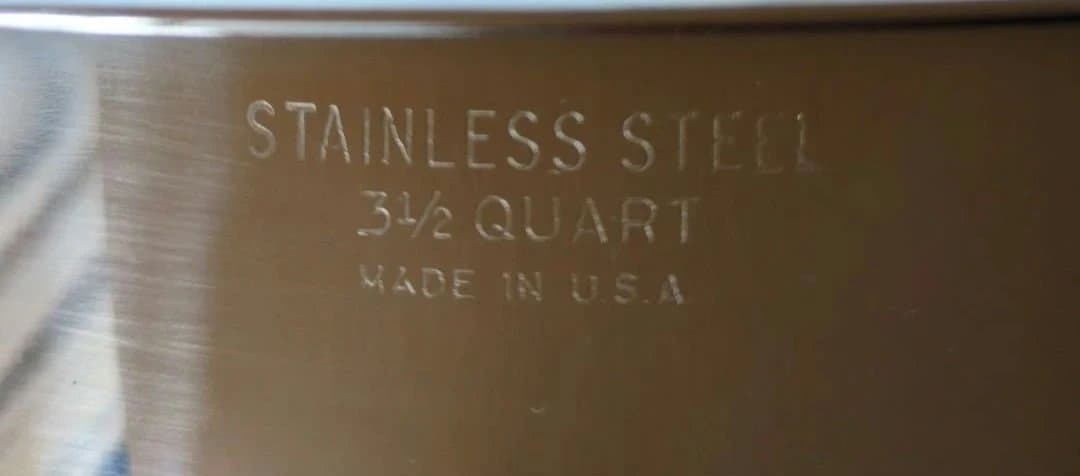 STAINLESS STEEL
3½ QUART
MADE IN U.S.A